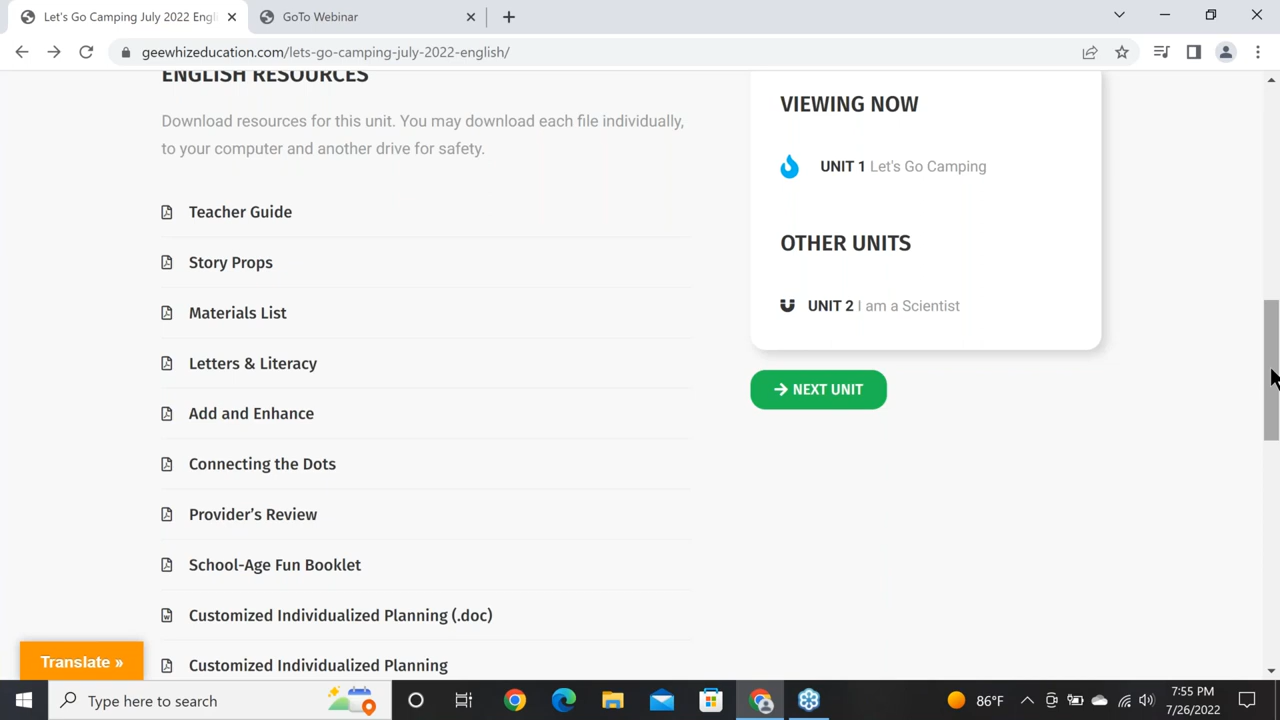 Let's Go Camping July 2022 Engli
GoTo Webinar
geewhizeducation.com/lets-go-camping-july-2022-english/
ENGLISH RESOURCES
Download resources for this unit. You may download each file individually,
to your computer and another drive for safety.
Teacher Guide
Story Props
Materials List
Letters & Literacy
Add and Enhance
Connecting the Dots
Provider's Review
School-Age Fun Booklet
Customized Individualized Planning (.doc)
Customized Individualized Planning
VIEWING NOW
UNIT 1 Let's Go Camping
OTHER UNITS
UNIT 2 I am a Scientist
→ NEXT UNIT
Translate »
Type here to search
86°F
7:55 PM
7/26/2022